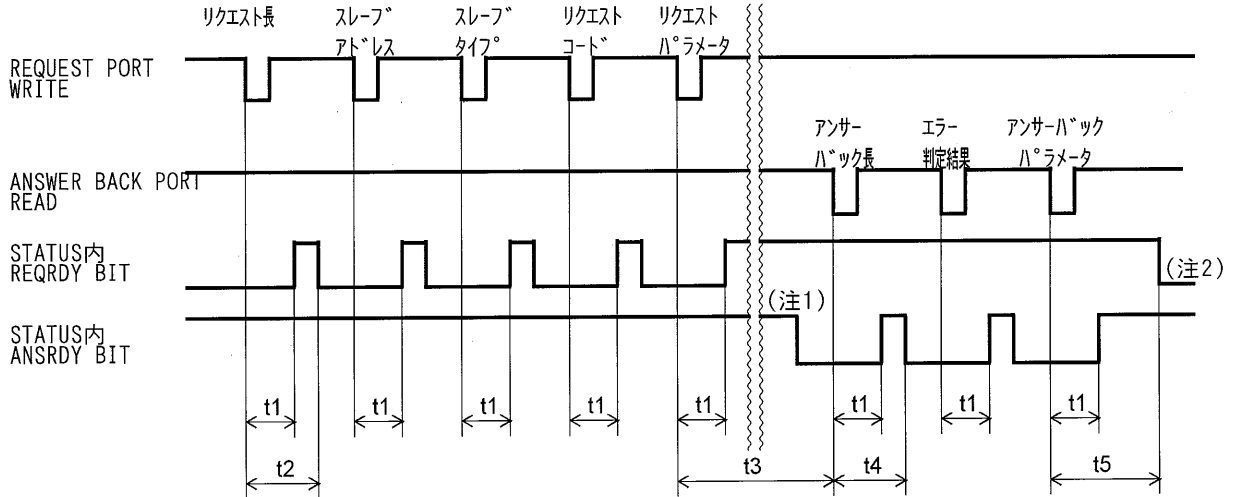 リクエスト長
スレーブ
アドレス
スレーブ
タイプ
リクエスト
コード
リクエスト
パラメータ
REQUEST PORT
WRITE
アンサー
バック長
エラー
判定結果
アンサーバック
パラメータ
ANSWER BACK PORT
READ
STATUS内
REQRDY BIT
(注2)
(注1)
STATUS内
ANSRDY BIT
t1
t1
t1
t1
t1
t1
t1
t1
t2
t3
t4
t5